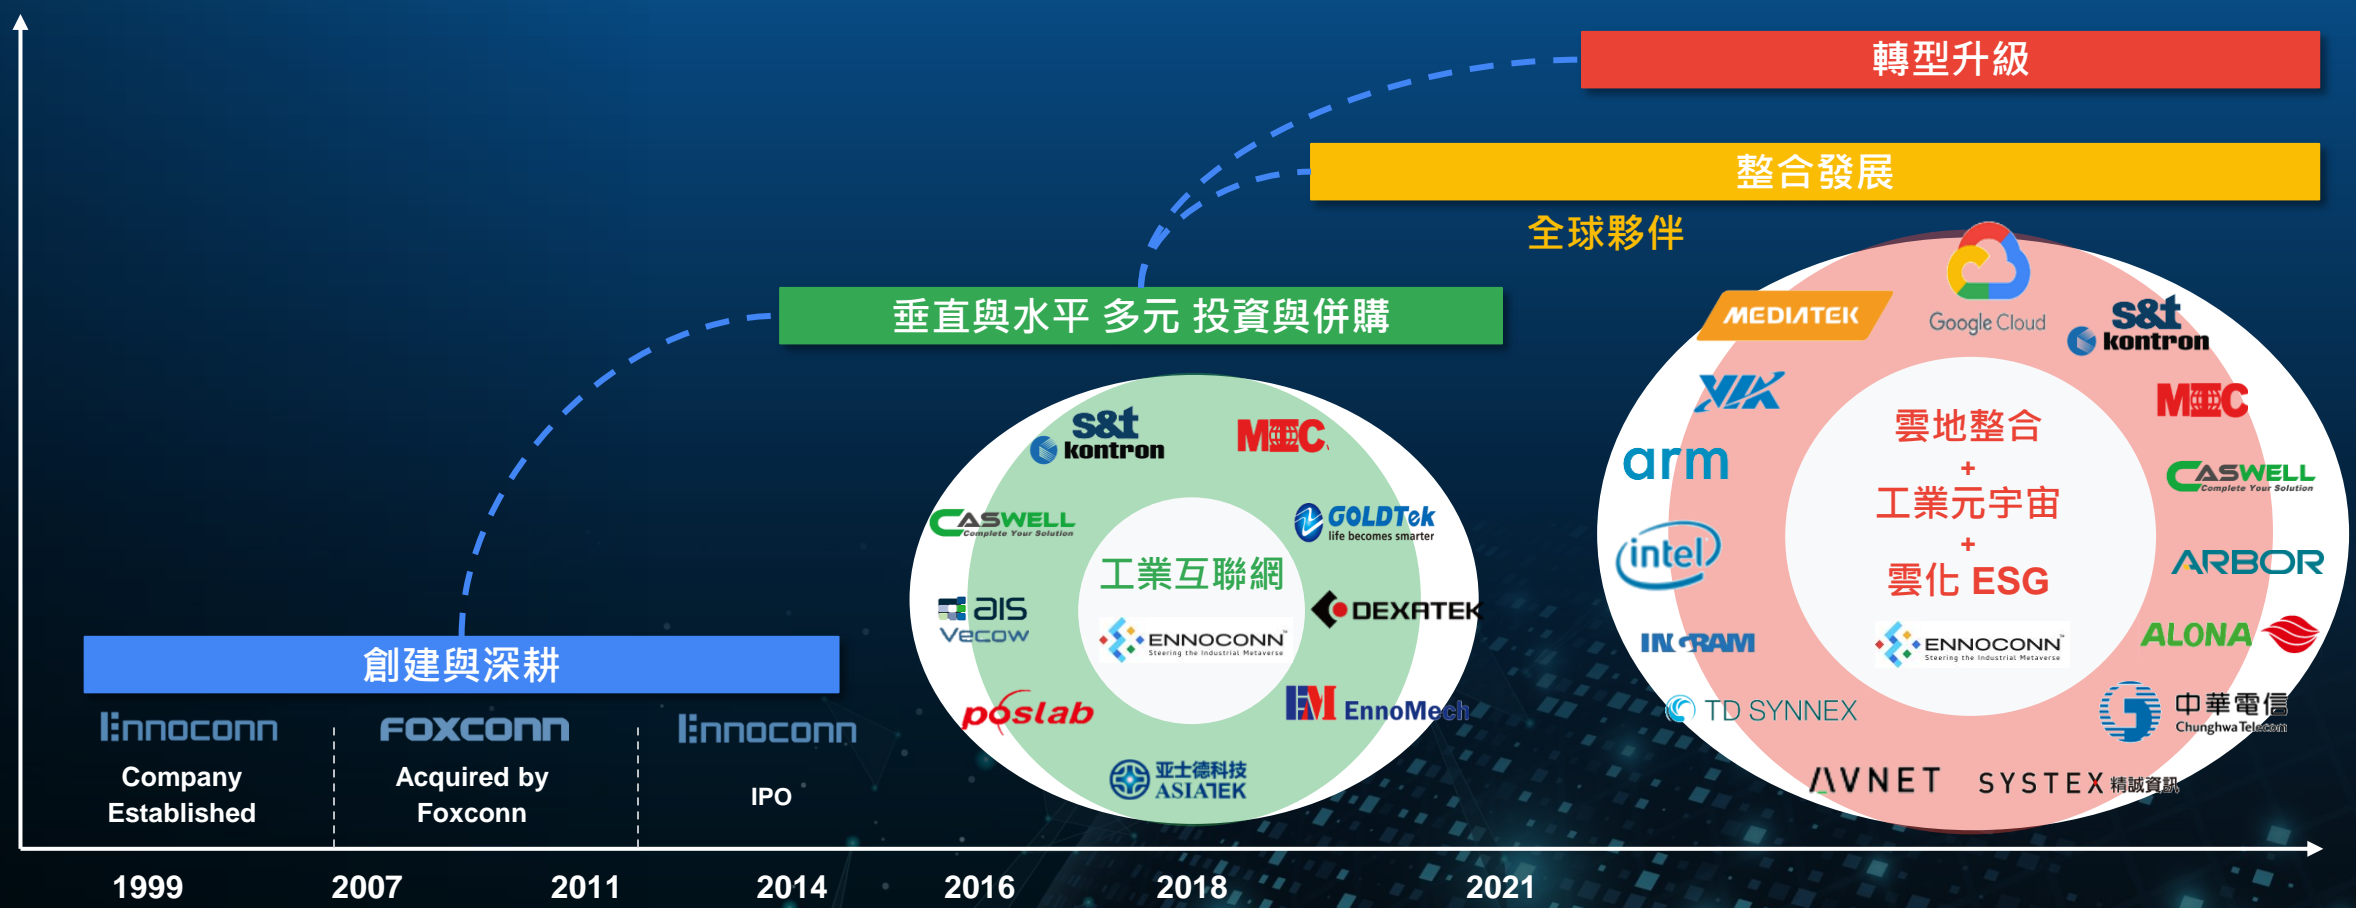 轉型升級
整合發展
全球夥伴
垂直與水平 多元 投資與併購
創建與深耕
Ennoconn
Company
Established
FOXCONN
Acquired by
Foxconn
Ennoconn
IPO
s&t
kontron
MIC
CASWELL
Complete Your Solution
GOLDTek
life becomes smarter
工業互聯網
ais
Vecow
DEXATEK
ENNOCONN
Steering the Industrial Metaverse
poslab
EnnoMech
亚士德科技
ASIATEK
MEDIATEK
Google Cloud
s&t
kontron
VIA
MIC
雲地整合
+
工業元宇宙
+
雲化 ESG
arm
CASWELL
Complete Your Solution
intel
ARBOR
INGRAM
ALONA
ENNOCONN
Steering the Industrial Metaverse
TD SYNNEX
中華電信
Chunghwa Telecom
AVNET
SYSTEX 精誠資訊
1999
2007
2011
2014
2016
2018
2021